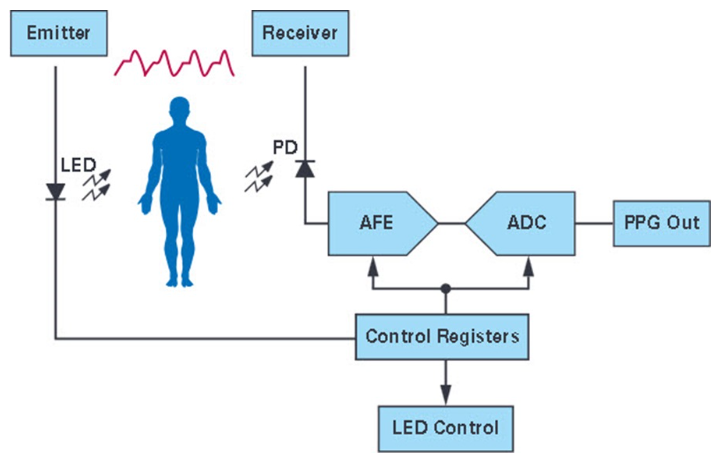 Emitter
Receiver
LED
PD
AFE
ADC
PPG Out
Control Registers
LED Control